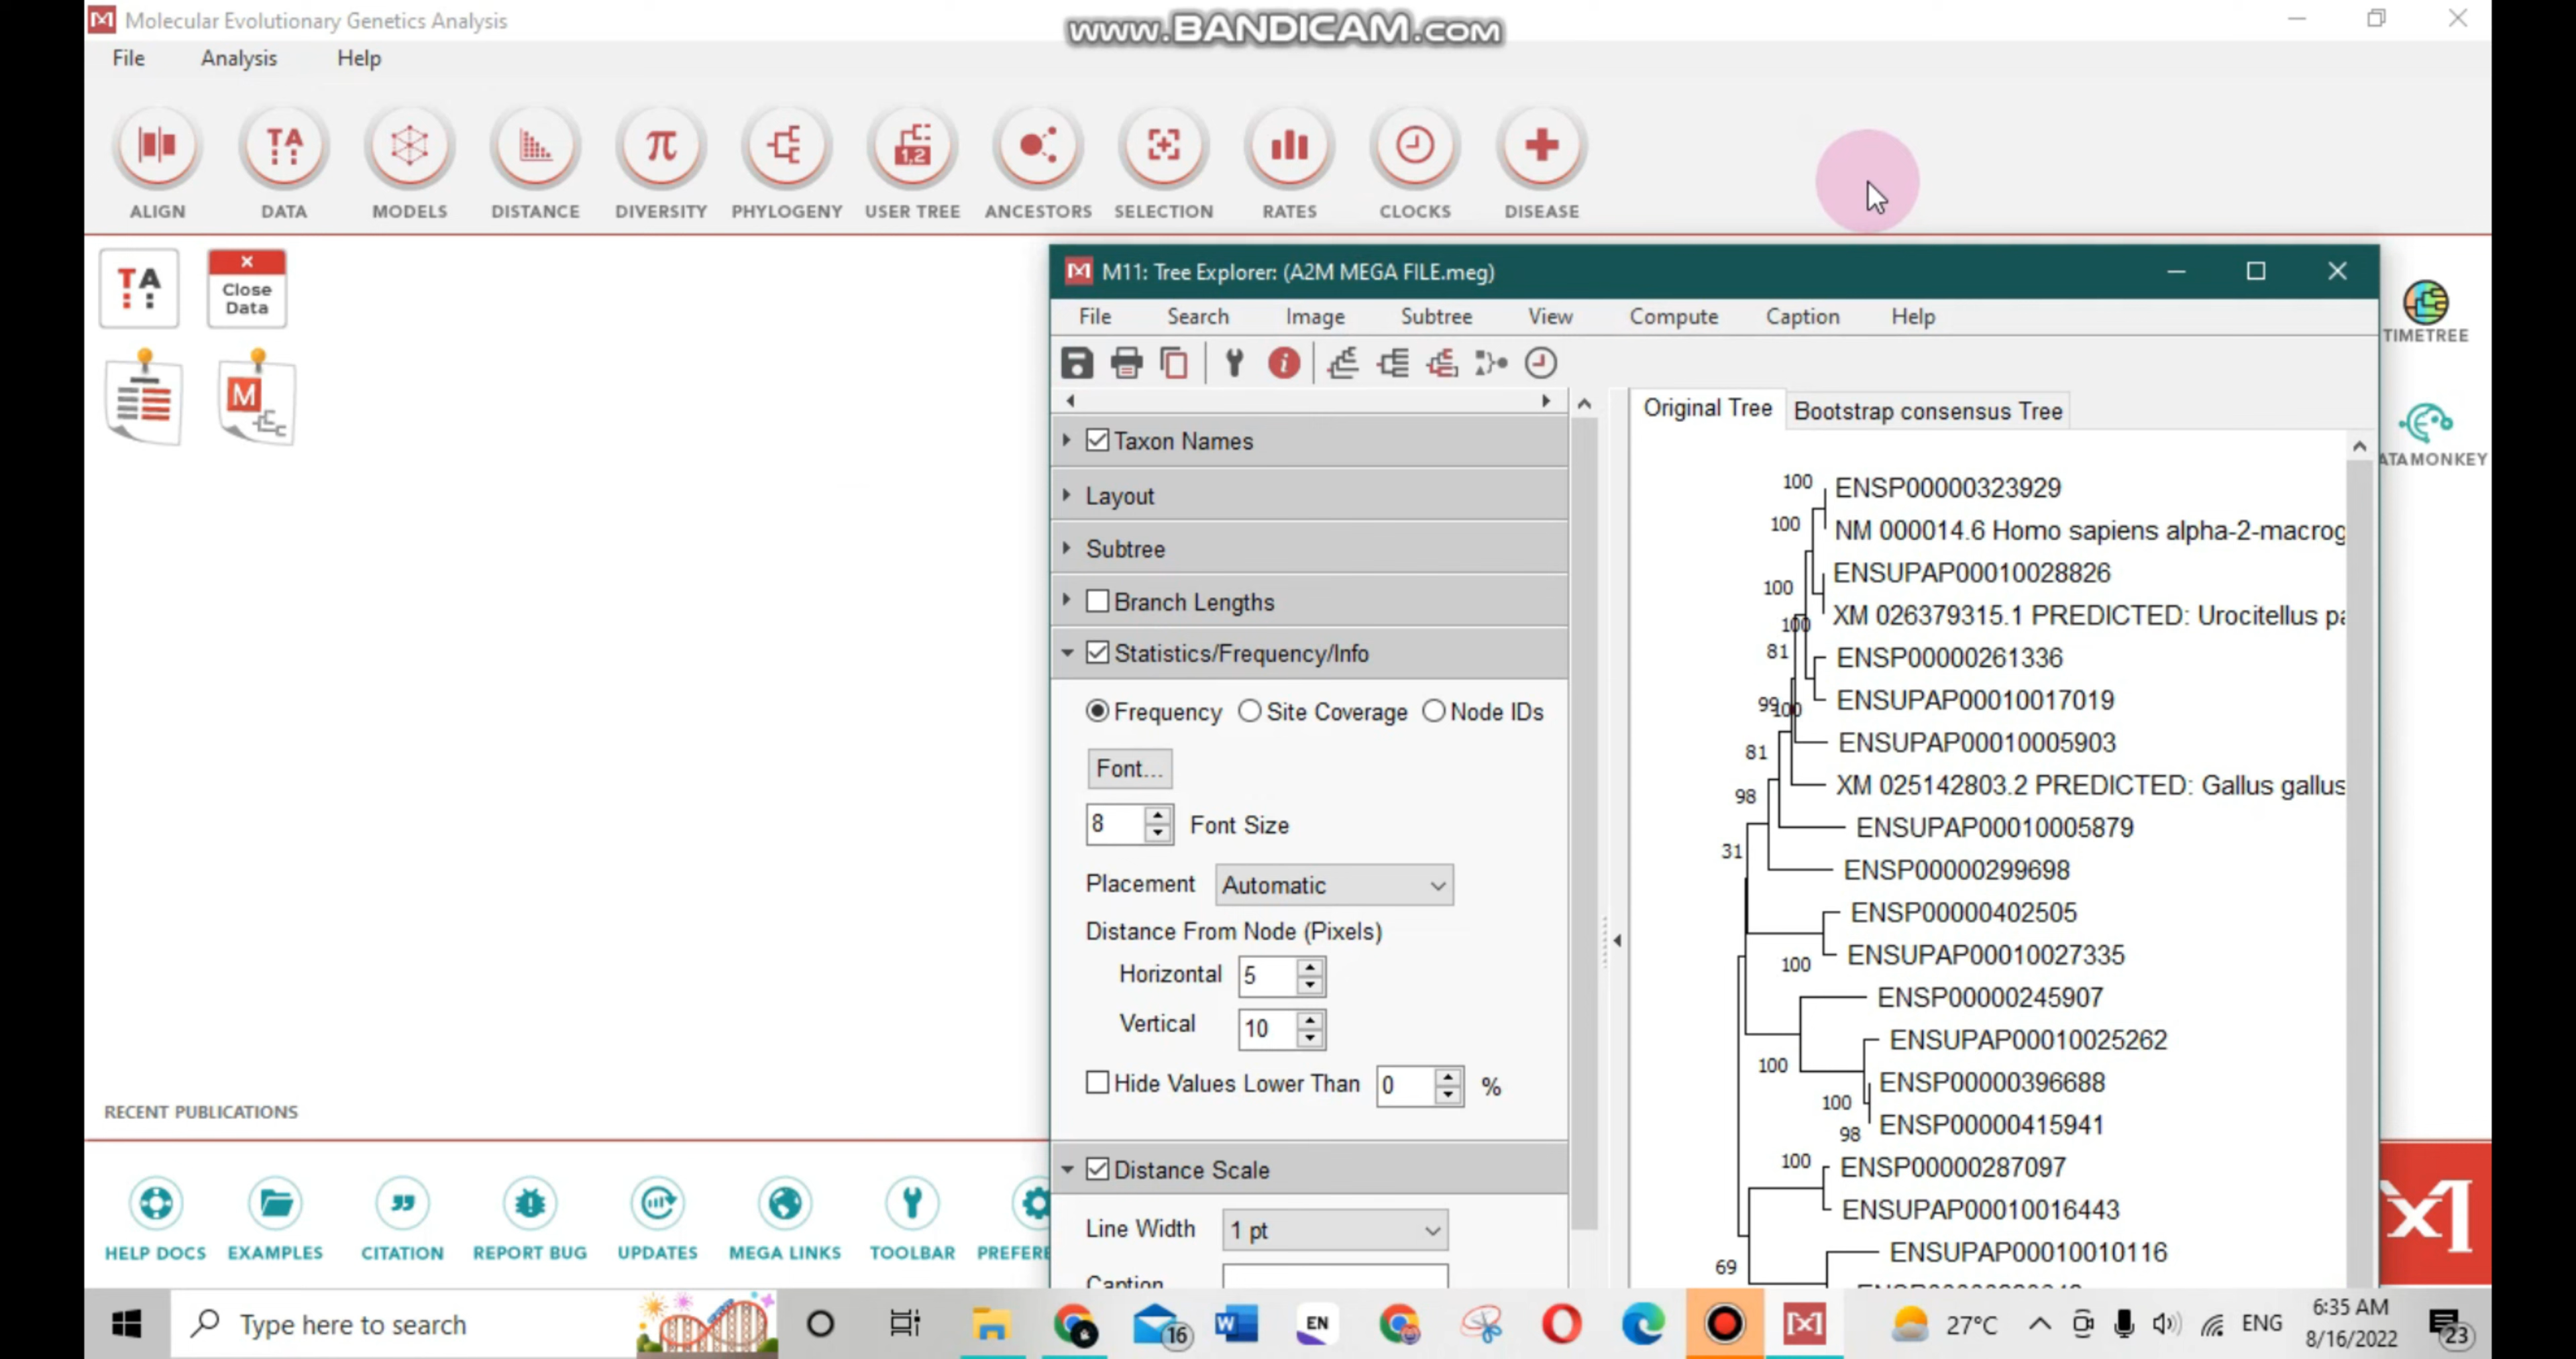 Molecular Evolutionary Genetics Analysis
www.BANDICAM.com
File Analysis Help
TA
π
1,2
ALIGN DATA MODELS DISTANCE DIVERSITY PHYLOGENY USER TREE ANCESTORS SELECTION RATES CLOCKS DISEASE
TA
Close
Data
M
M11: Tree Explorer: (A2M MEGA FILE.meg)
File Search Image Subtree View Compute Caption Help
Taxon Names
Layout
Subtree
Branch Lengths
Statistics/Frequency/Info
Frequency Site Coverage Node IDs
Font...
8 Font Size
Placement Automatic
Distance From Node (Pixels)
Horizontal 5
Vertical 10
Hide Values Lower Than 0 %
Distance Scale
Line Width 1 pt
Caption
Original Tree Bootstrap consensus Tree
100 ENSP00000323929
100 NM 000014.6 Homo sapiens alpha-2-macrog
100 ENSUPAP00010028826
100 XM 026379315.1 PREDICTED: Urocitellus pa
81 ENSP00000261336
99 100 ENSUPAP00010017019
81 ENSUPAP00010005903
98 XM 025142803.2 PREDICTED: Gallus gallus
ENSUPAP00010005879
31 ENSP00000299698
ENSP00000402505
100 ENSUPAP00010027335
ENSP00000245907
ENSUPAP00010025262
100 ENSP00000396688
100 ENSP00000415941
98
100 ENSP00000287097
ENSUPAP00010016443
69 ENSUPAP00010010116
TIMETREE
ATAMONKEY
RECENT PUBLICATIONS
HELP DOCS EXAMPLES CITATION REPORT BUG UPDATES MEGA LINKS TOOLBAR PREFERE
Type here to search
16
EN
27°C
ENG
6:35 AM
8/16/2022
23